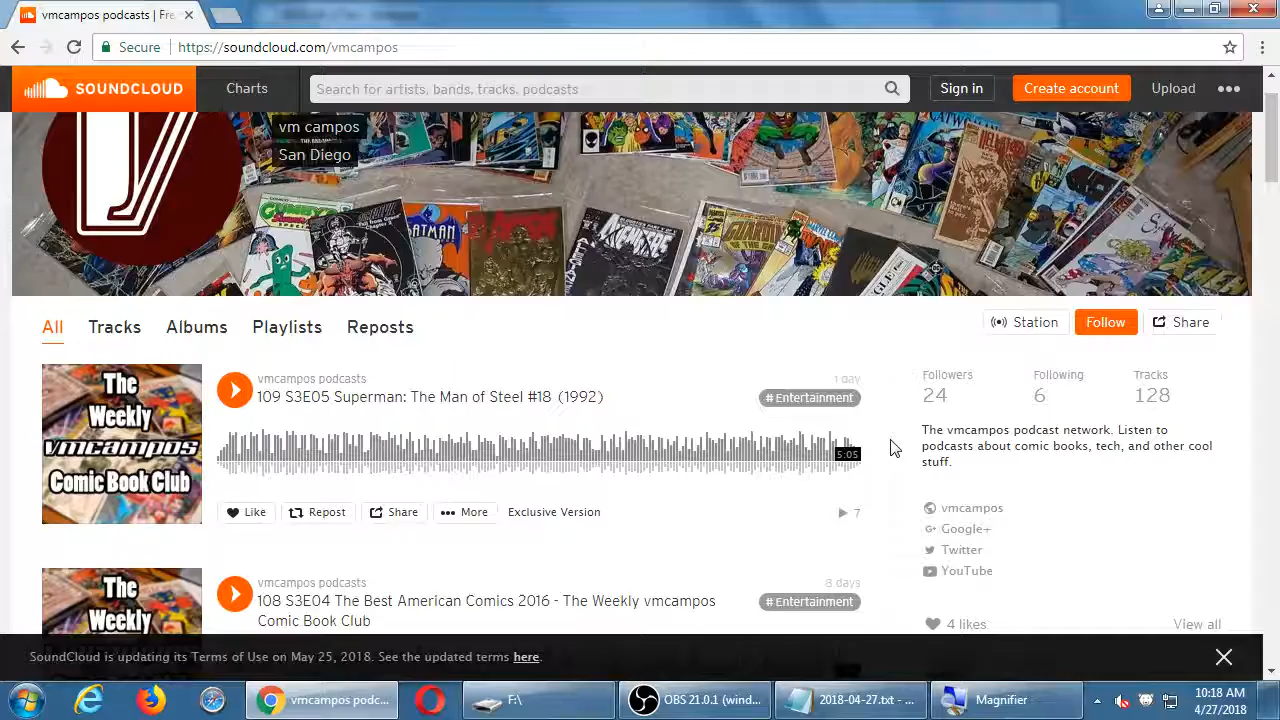 vmcampos podcasts | Fre
Secure
https://soundcloud.com/vmcampos
SOUNDCLOUD
Charts
Search for artists, bands, tracks, podcasts
Sign in
Create account
Upload
vm campos
San Diego
BATMAN
AVENGERS
All
Tracks
Albums
Playlists
Reposts
Station
Follow
Share
The
Weekly
vmcampos
Comic Book Club
vmcampos podcasts
1 day
109 S3E05 Superman: The Man of Steel #18 (1992)
# Entertainment
5:05
Like
Repost
Share
More
Exclusive Version
7
Followers
24
Following
6
Tracks
128
The vmcampos podcast network. Listen to
podcasts about comic books, tech, and other cool
stuff.
vmcampos
Google+
Twitter
YouTube
The
Weekly
vmcampos podcasts
8 days
108 S3E04 The Best American Comics 2016 - The Weekly vmcampos
Comic Book Club
# Entertainment
4 likes
View all
SoundCloud is updating its Terms of Use on May 25, 2018. See the updated terms here.
vmcampos podc...
F:\
OBS 21.0.1 (wind...
2018-04-27.txt - ...
Magnifier
10:18 AM
4/27/2018